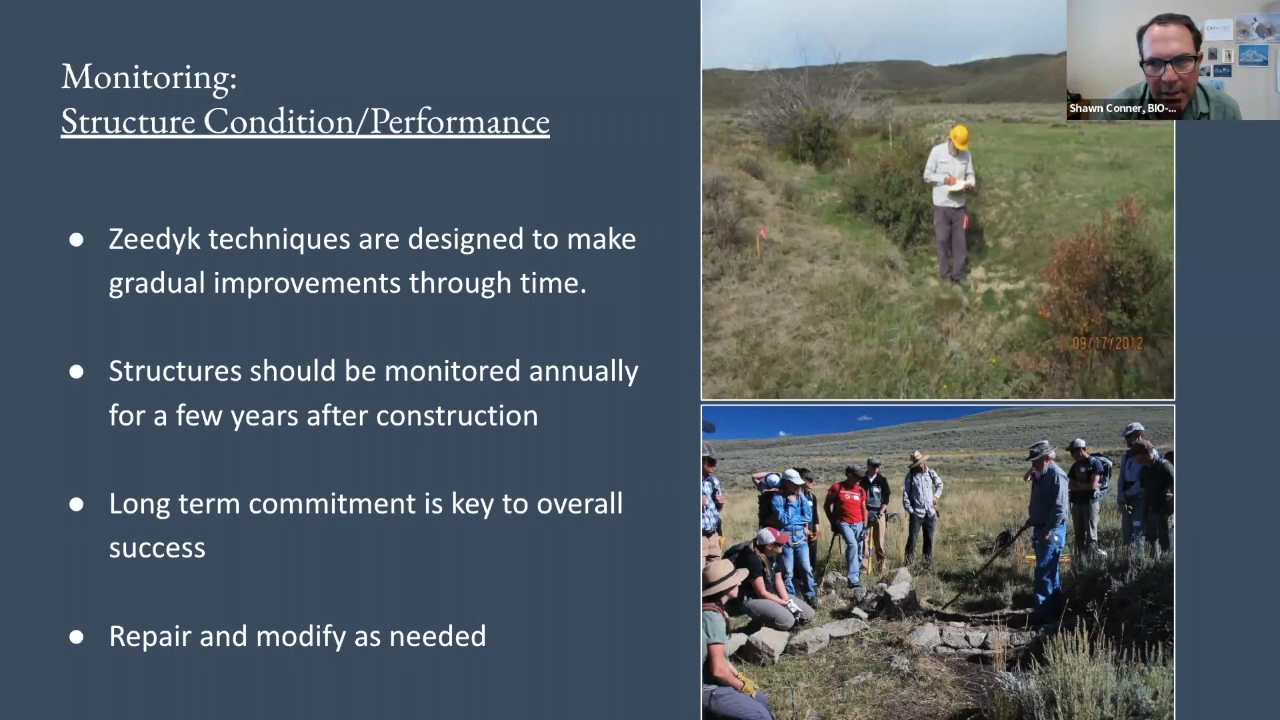 Monitoring:
Structure Condition/Performance
● Zeedyk techniques are designed to make
gradual improvements through time.
● Structures should be monitored annually
for a few years after construction
● Long term commitment is key to overall
success
● Repair and modify as needed
09/17/2012
Shawn Conner, BIO-...